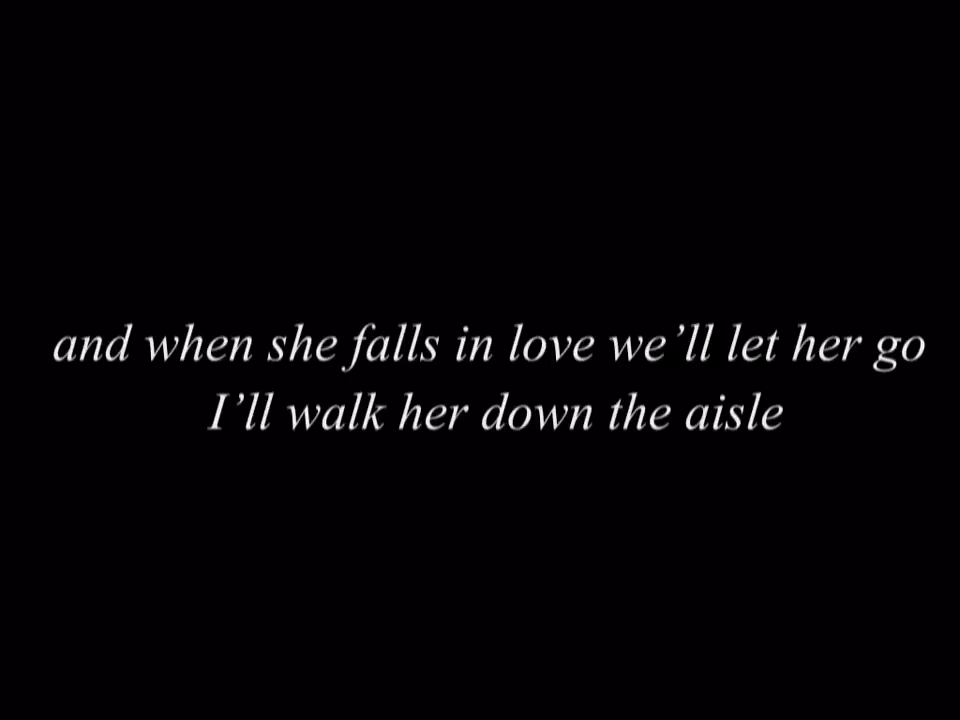 and when she falls in love we’ll let her go
I’ll walk her down the aisle